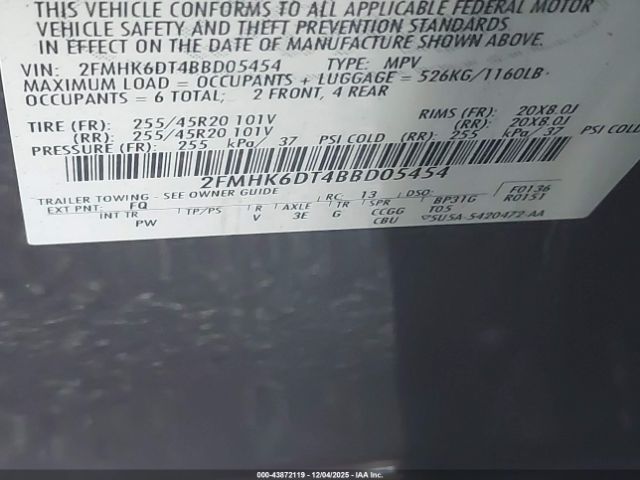 THIS VEHICLE CONFORMS TO ALL APPLICABLE FEDERAL MOTOR
VEHICLE SAFETY AND THEFT PREVENTION STANDARDS
IN EFFECT ON THE DATE OF MANUFACTURE SHOWN ABOVE.
VIN: 2FMHK6DT4BBD05454 TYPE: MPV
MAXIMUM LOAD = OCCUPANTS + LUGGAGE = 526KG/1160LB
OCCUPANTS = 6 TOTAL; 2 FRONT, 4 REAR
TIRE (FR): 255/45R20 101V RIMS (FR): 20X8.0J
(RR): 255/45R20 101V (RR): 20X8.0J
PRESSURE (FR): 255 kPa/ 37 PSI COLD (RR): 255 kPa/ 37 PSI COLD
2FMHK6DT4BBD05454
TRAILER TOWING - SEE OWNER GUIDE RC: 13 DSO: F0136
EXT PNT: FQ R0151
INT TR TP/PS R AXLE TR SPR BP31G
PW V 3E G CCGG T05
CBU 5U5A-5420472-AA
000-43872119 - 12/04/2025 - IAA Inc.